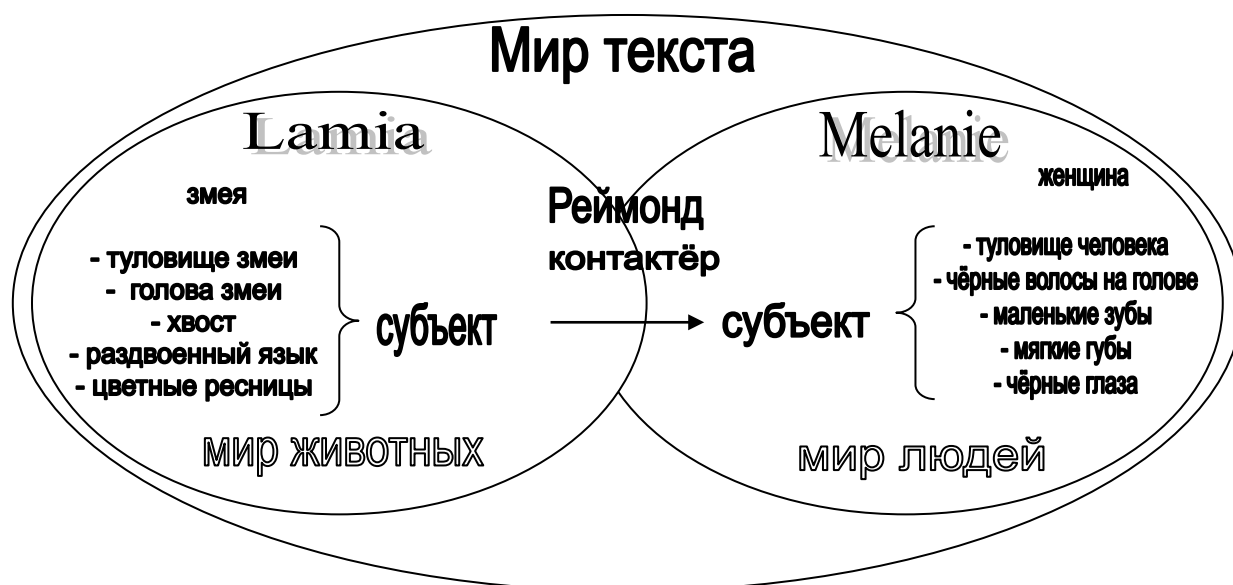 Мир текста
Lamia
змея
- туловище змеи
- голова змеи
- хвост
- раздвоенный язык
- цветные ресницы
субъект
мир животных
Реймонд
контактёр
Melanie
женщина
субъект
- туловище человека
- чёрные волосы на голове
- маленькие зубы
- мягкие губы
- чёрные глаза
мир людей